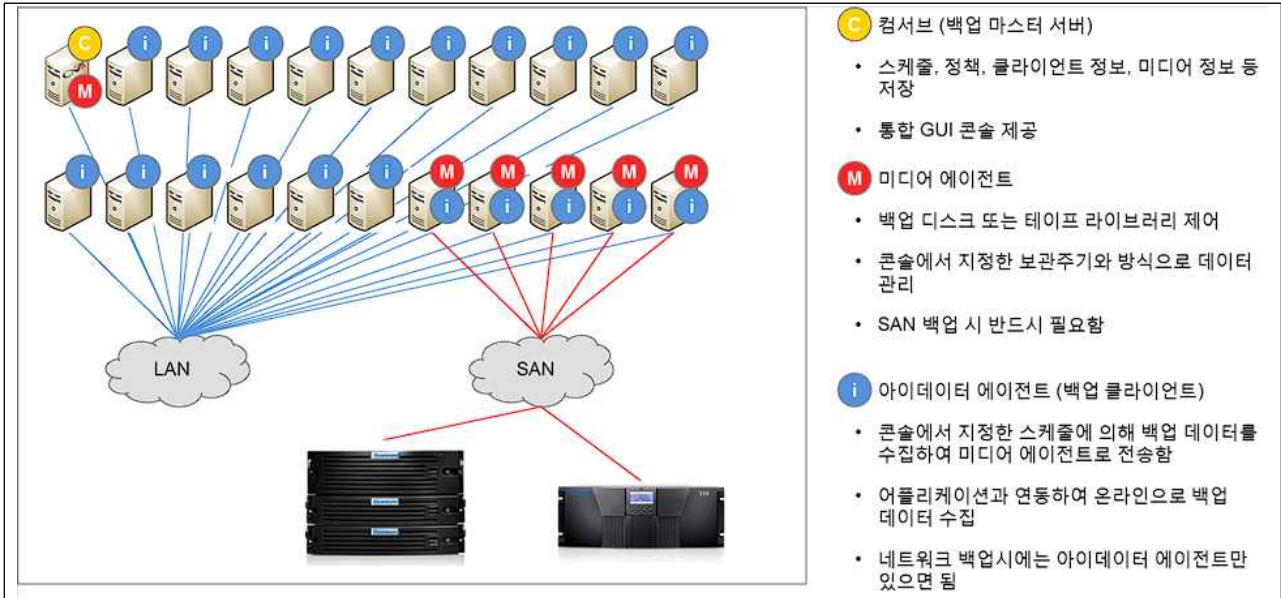 C
i
i
i
i
i
i
i
i
i
i
M
i
i
i
i
i
i
M
M
M
M
M
i
i
i
i
i
LAN
SAN
Quantum
Quantum
Quantum
C 컴서브 (백업 마스터 서버)
• 스케줄, 정책, 클라이언트 정보, 미디어 정보 등
저장
• 통합 GUI 콘솔 제공
M 미디어 에이전트
• 백업 디스크 또는 테이프 라이브러리 제어
• 콘솔에서 지정한 보관주기와 방식으로 데이터
관리
• SAN 백업 시 반드시 필요함
i 아이데이터 에이전트 (백업 클라이언트)
• 콘솔에서 지정한 스케줄에 의해 백업 데이터를
수집하여 미디어 에이전트로 전송함
• 어플리케이션과 연동하여 온라인으로 백업
데이터 수집
• 네트워크 백업시에는 아이데이터 에이전트만
있으면 됨